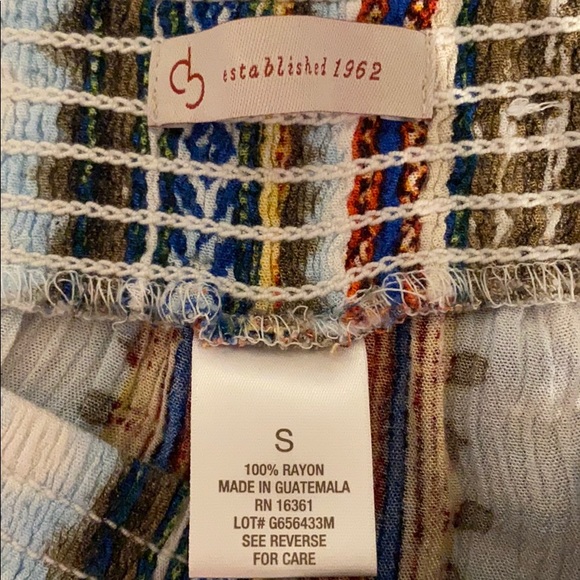 cb established 1962
S
100% RAYON
MADE IN GUATEMALA
RN 16361
LOT# G656433M
SEE REVERSE
FOR CARE